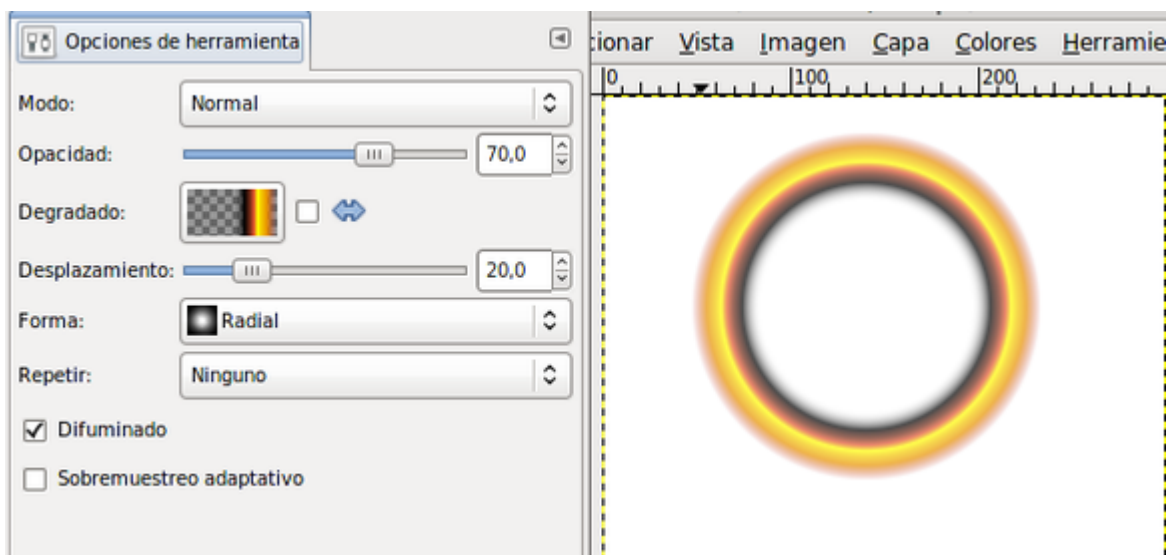 Opciones de herramienta
Modo: Normal
Opacidad: 70,0
Degradado:
Desplazamiento: 20,0
Forma: Radial
Repetir: Ninguno
Difuminado
Sobremuestreo adaptativo
cionar Vista Imagen Capa Colores Herramie
0 100 200